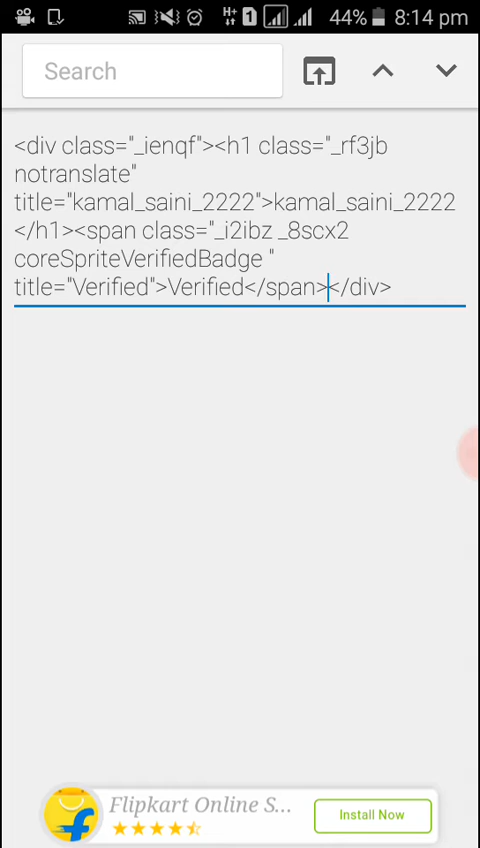 H+ 1 44% 8:14 pm
Search
<div class="_ienqf"><h1 class="_rf3jb
notranslate"
title="kamal_saini_2222">kamal_saini_2222
</h1><span class="_i2ibz _8scx2
coreSpriteVerifiedBadge "
title="Verified">Verified</span></div>
Flipkart Online S...
Install Now